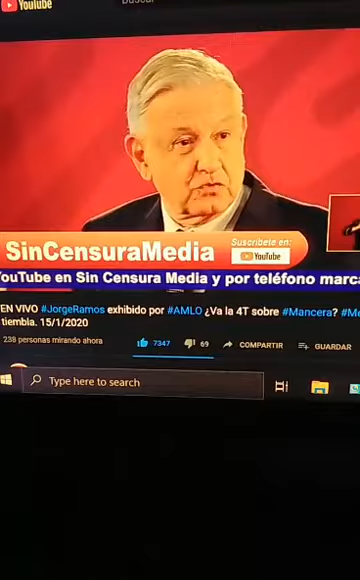 YouTube
SinCensuraMedia
Suscríbete en:
YouTube
YouTube en Sin Censura Media y por teléfono marca
EN VIVO #JorgeRamos exhibido por #AMLO ¿Va la 4T sobre #Mancera? #Me
tiembla. 15/1/2020
238 personas mirando ahora
7347
69
COMPARTIR
GUARDAR
Type here to search